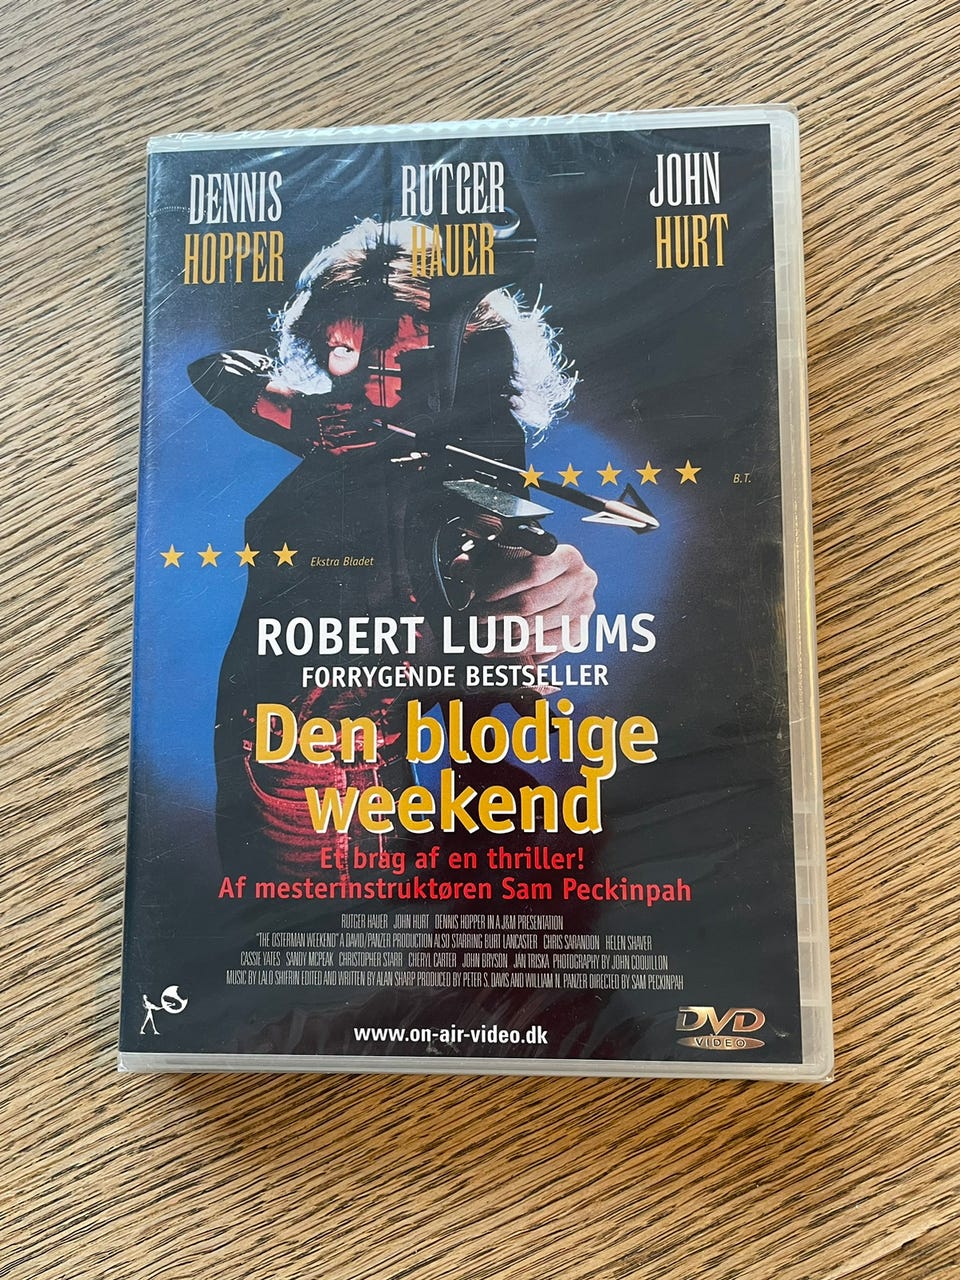 DENNIS HOPPER
RUTGER HAUER
JOHN HURT
★★★★★ B.T.
★★★★ Ekstra Bladet
ROBERT LUDLUMS
FORRYGENDE BESTSELLER
Den blodige
weekend
Et brag af en thriller!
Af mesterinstruktøren Sam Peckinpah
RUTGER HAUER JOHN HURT DENNIS HOPPER IN A J&M PRESENTATION
"THE OSTERMAN WEEKEND" A DAVIS/PANZER PRODUCTION ALSO STARRING BURT LANCASTER CHRIS SARANDON HELEN SHAVER
CASSIE YATES SANDY MCPEAK CHRISTOPHER STARR CHERYL CARTER JOHN BRYSON JAN TRISKA PHOTOGRAPHY BY JOHN COQUILLON
MUSIC BY LALO SHIFRIN EDITED AND WRITTEN BY ALAN SHARP PRODUCED BY PETER S. DAVIS AND WILLIAM N. PANZER DIRECTED BY SAM PECKINPAH
www.on-air-video.dk
DVD
VIDEO